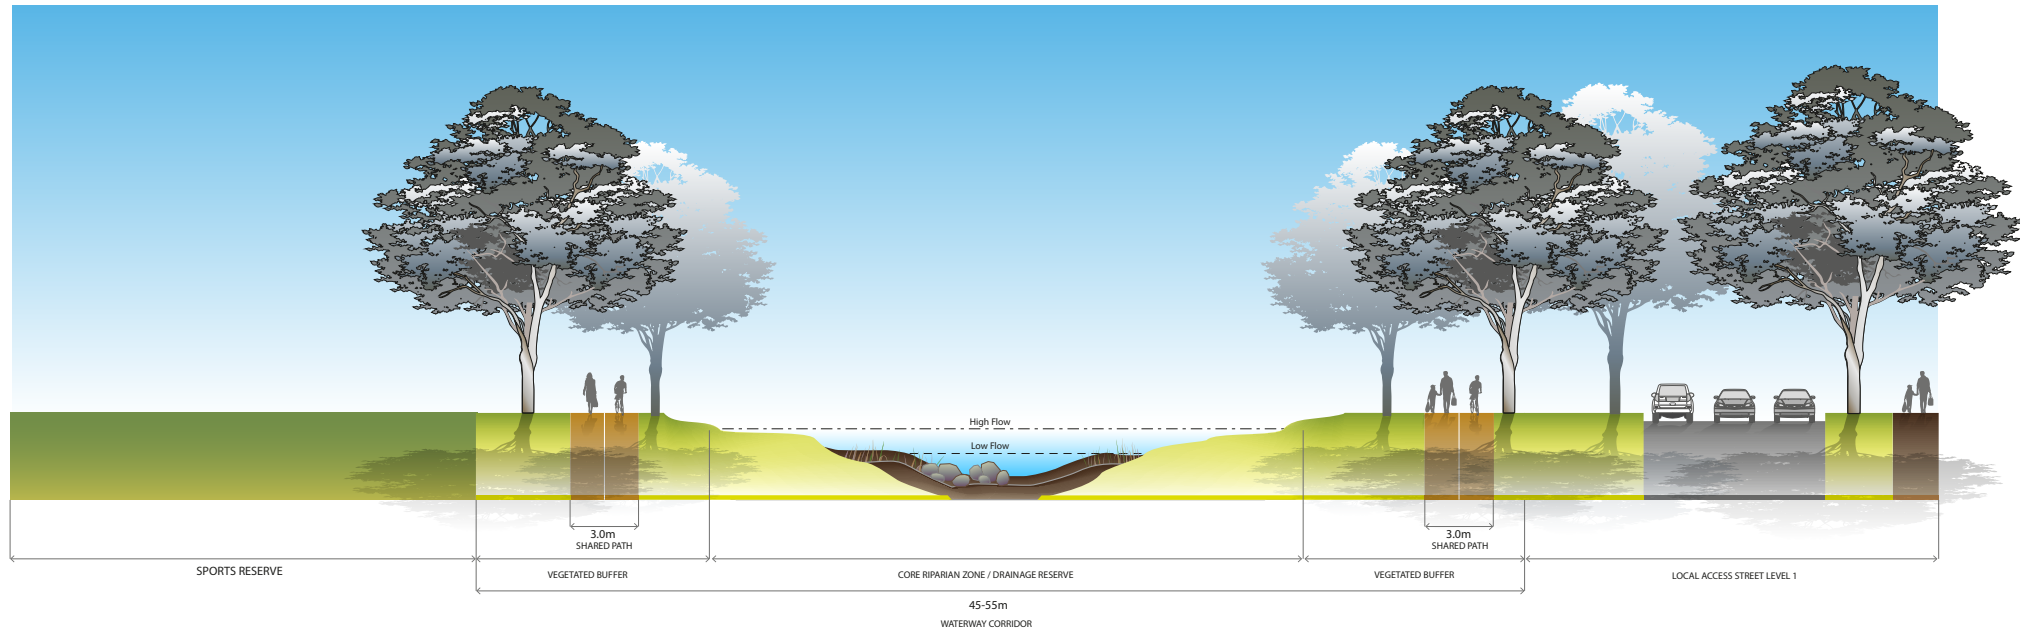 High Flow
Low Flow
3.0m
SHARED PATH
3.0m
SHARED PATH
SPORTS RESERVE
VEGETATED BUFFER
CORE RIPARIAN ZONE / DRAINAGE RESERVE
VEGETATED BUFFER
LOCAL ACCESS STREET LEVEL 1
45-55m
WATERWAY CORRIDOR